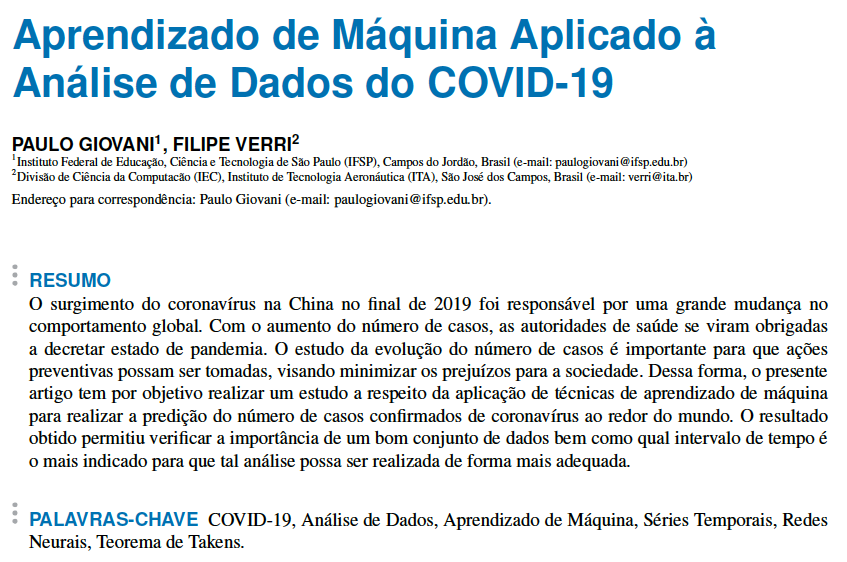 Aprendizado de Máquina Aplicado à
Análise de Dados do COVID-19
PAULO GIOVANI¹, FILIPE VERRI²
¹Instituto Federal de Educação, Ciência e Tecnologia de São Paulo (IFSP), Campos do Jordão, Brasil (e-mail: paulogiovani@ifsp.edu.br)
²Divisão de Ciência da Computacão (IEC), Instituto de Tecnologia Aeronáutica (ITA), São José dos Campos, Brasil (e-mail: verri@ita.br)
Endereço para correspondência: Paulo Giovani (e-mail: paulogiovani@ifsp.edu.br).
RESUMO
O surgimento do coronavírus na China no final de 2019 foi responsável por uma grande mudança no
comportamento global. Com o aumento do número de casos, as autoridades de saúde se viram obrigadas
a decretar estado de pandemia. O estudo da evolução do número de casos é importante para que ações
preventivas possam ser tomadas, visando minimizar os prejuízos para a sociedade. Dessa forma, o presente
artigo tem por objetivo realizar um estudo a respeito da aplicação de técnicas de aprendizado de máquina
para realizar a predição do número de casos confirmados de coronavírus ao redor do mundo. O resultado
obtido permitiu verificar a importância de um bom conjunto de dados bem como qual intervalo de tempo é
o mais indicado para que tal análise possa ser realizada de forma mais adequada.
PALAVRAS-CHAVE COVID-19, Análise de Dados, Aprendizado de Máquina, Séries Temporais, Redes
Neurais, Teorema de Takens.